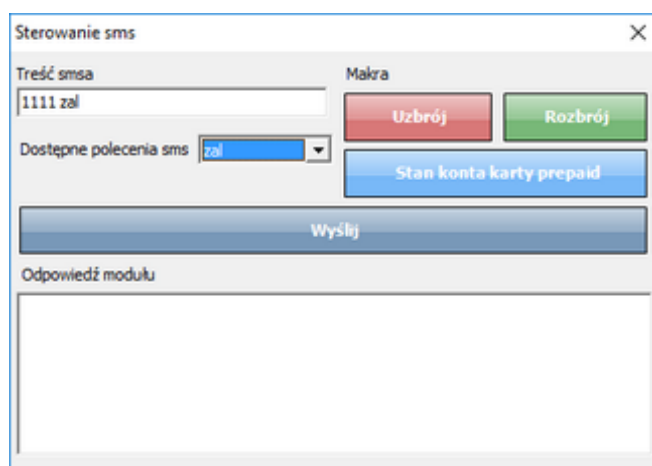 Sterowanie sms
Treść smsa
1111 zal
Dostępne polecenia sms zal
Makra
Uzbrój Rozbrój
Stan konta karty prepaid
Wyślij
Odpowiedź modułu